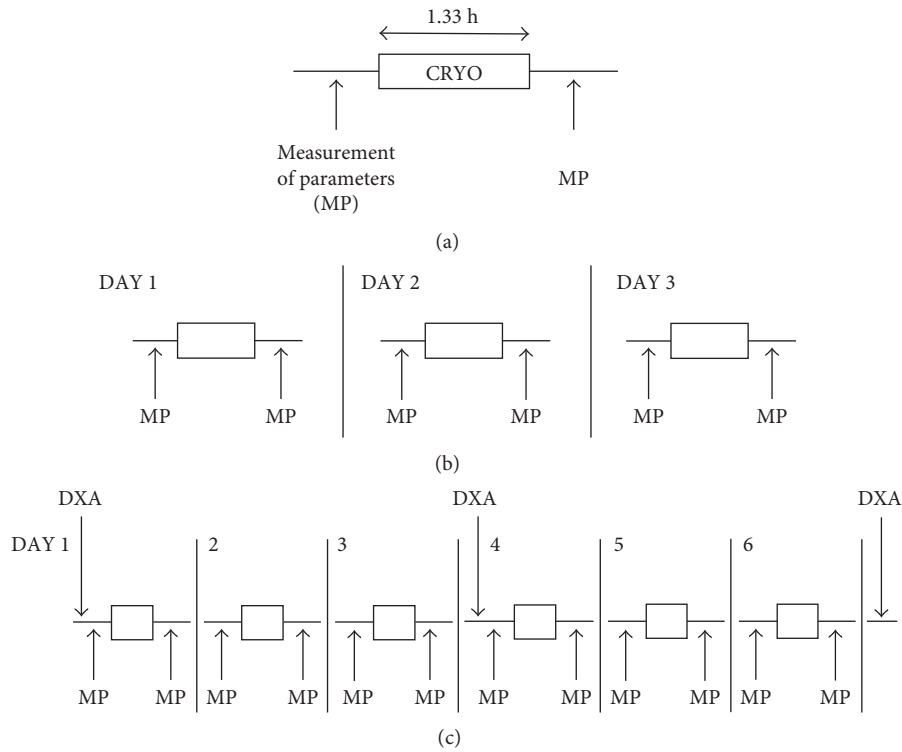 1.33 h
CRYO
Measurement
of parameters
(MP)
MP
(a)
DAY 1
DAY 2
DAY 3
MP
MP
MP
MP
MP
MP
(b)
DXA
DXA
DXA
DAY 1
2
3
4
5
6
MP
MP
MP
MP
MP
MP
MP
MP
MP
MP
MP
MP
(c)